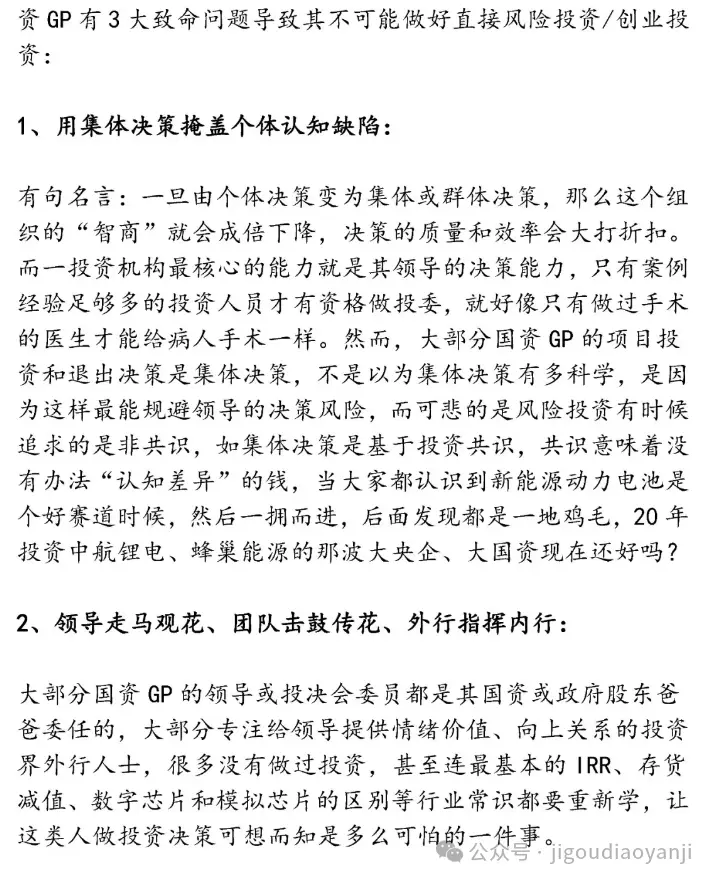 资 GP 有 3 大致命问题导致其不可能做好直接风险投资/创业投
资：
1、用集体决策掩盖个体认知缺陷：
有句名言：一旦由个体决策变为集体或群体决策，那么这个组
织的“智商”就会成倍下降，决策的质量和效率会大打折扣。
而一投资机构最核心的能力就是其领导的决策能力，只有案例
经验足够多的投资人员才有资格做投委，就好像只有做过手术
的医生才能给病人手术一样。然而，大部分国资 GP 的项目投
资和退出决策是集体决策，不是以为集体决策有多科学，是因
为这样最能规避领导的决策风险，而可悲的是风险投资有时候
追求的是非共识，如集体决策是基于投资共识，共识意味着没
有办法“认知差异”的钱，当大家都认识到新能源动力电池是
个好赛道时候，然后一拥而进，后面发现都是一地鸡毛，20 年
投资中航锂电、蜂巢能源的那波大央企、大国资现在还好吗？
2、领导走马观花、团队击鼓传花、外行指挥内行：
大部分国资 GP 的领导或投决会委员都是其国资或政府股东爸
爸委任的，大部分专注给领导提供情绪价值、向上关系的投资
界外行人士，很多没有做过投资，甚至连最基本的 IRR、存货
减值、数字芯片和模拟芯片的区别等行业常识都要重新学，让
这类人做投资决策可想而知是多么可怕的一件事。
公众号 · jigoudiaoyanji